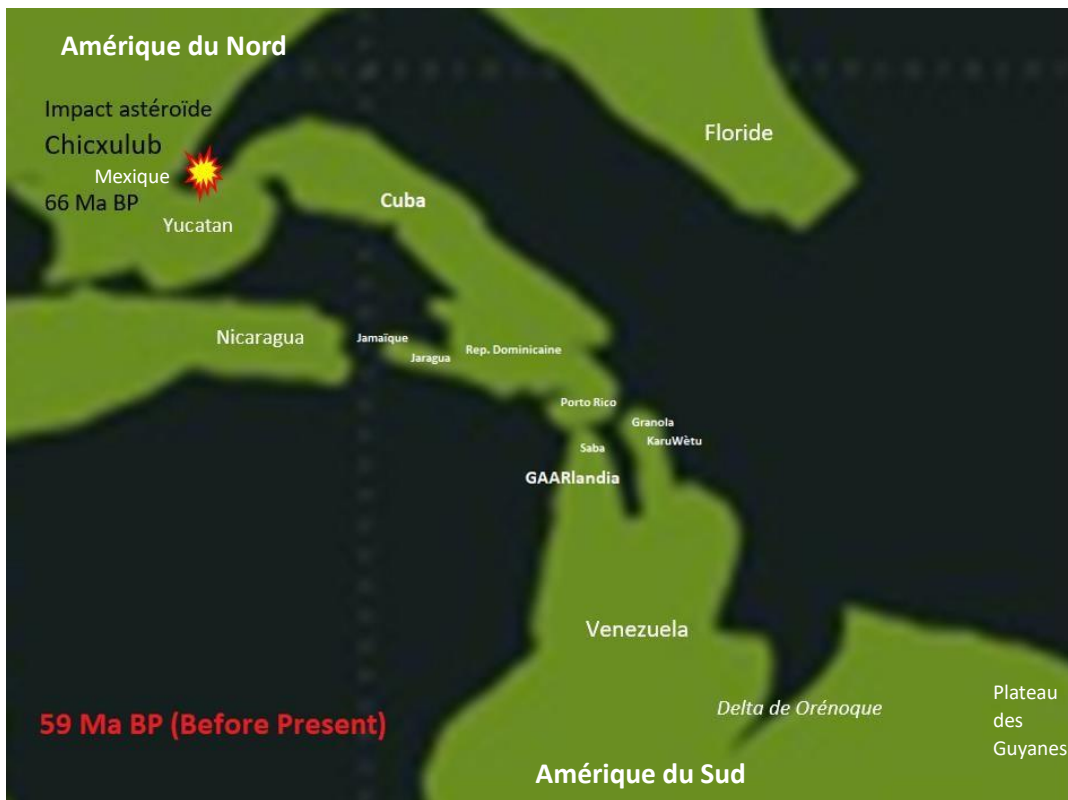 Amérique du Nord
Impact astéroïde
Chicxulub
Mexique
66 Ma BP
Yucatan
Floride
Cuba
Nicaragua
Jamaïque
Jaragua
Rep. Dominicaine
Porto Rico
Granola
KaruWètu
Saba
GAARlandia
Venezuela
Delta de Orénoque
Plateau
des
Guyanes
59 Ma BP (Before Present)
Amérique du Sud